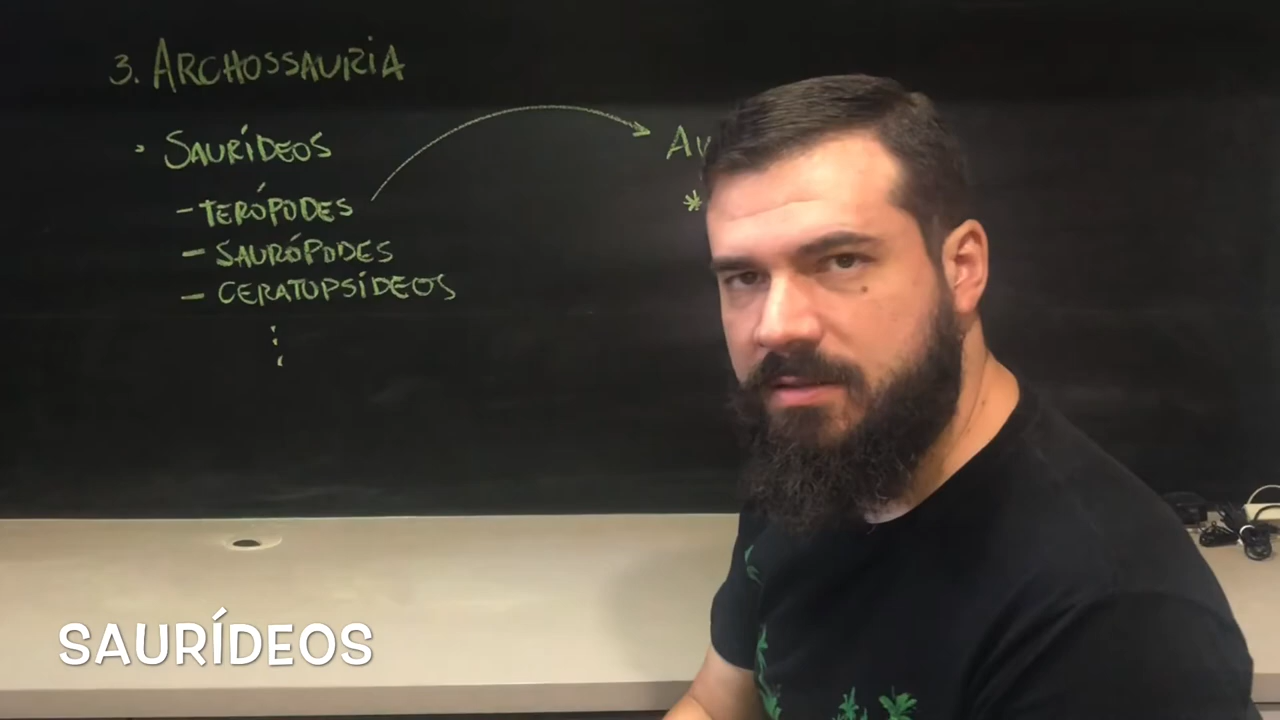 3. ARCHOSSAURIA
SAURÍDEOS
- TERÓPODES
- SAURÓPODES
- CERATOPSÍDEOS
SAURÍDEOS